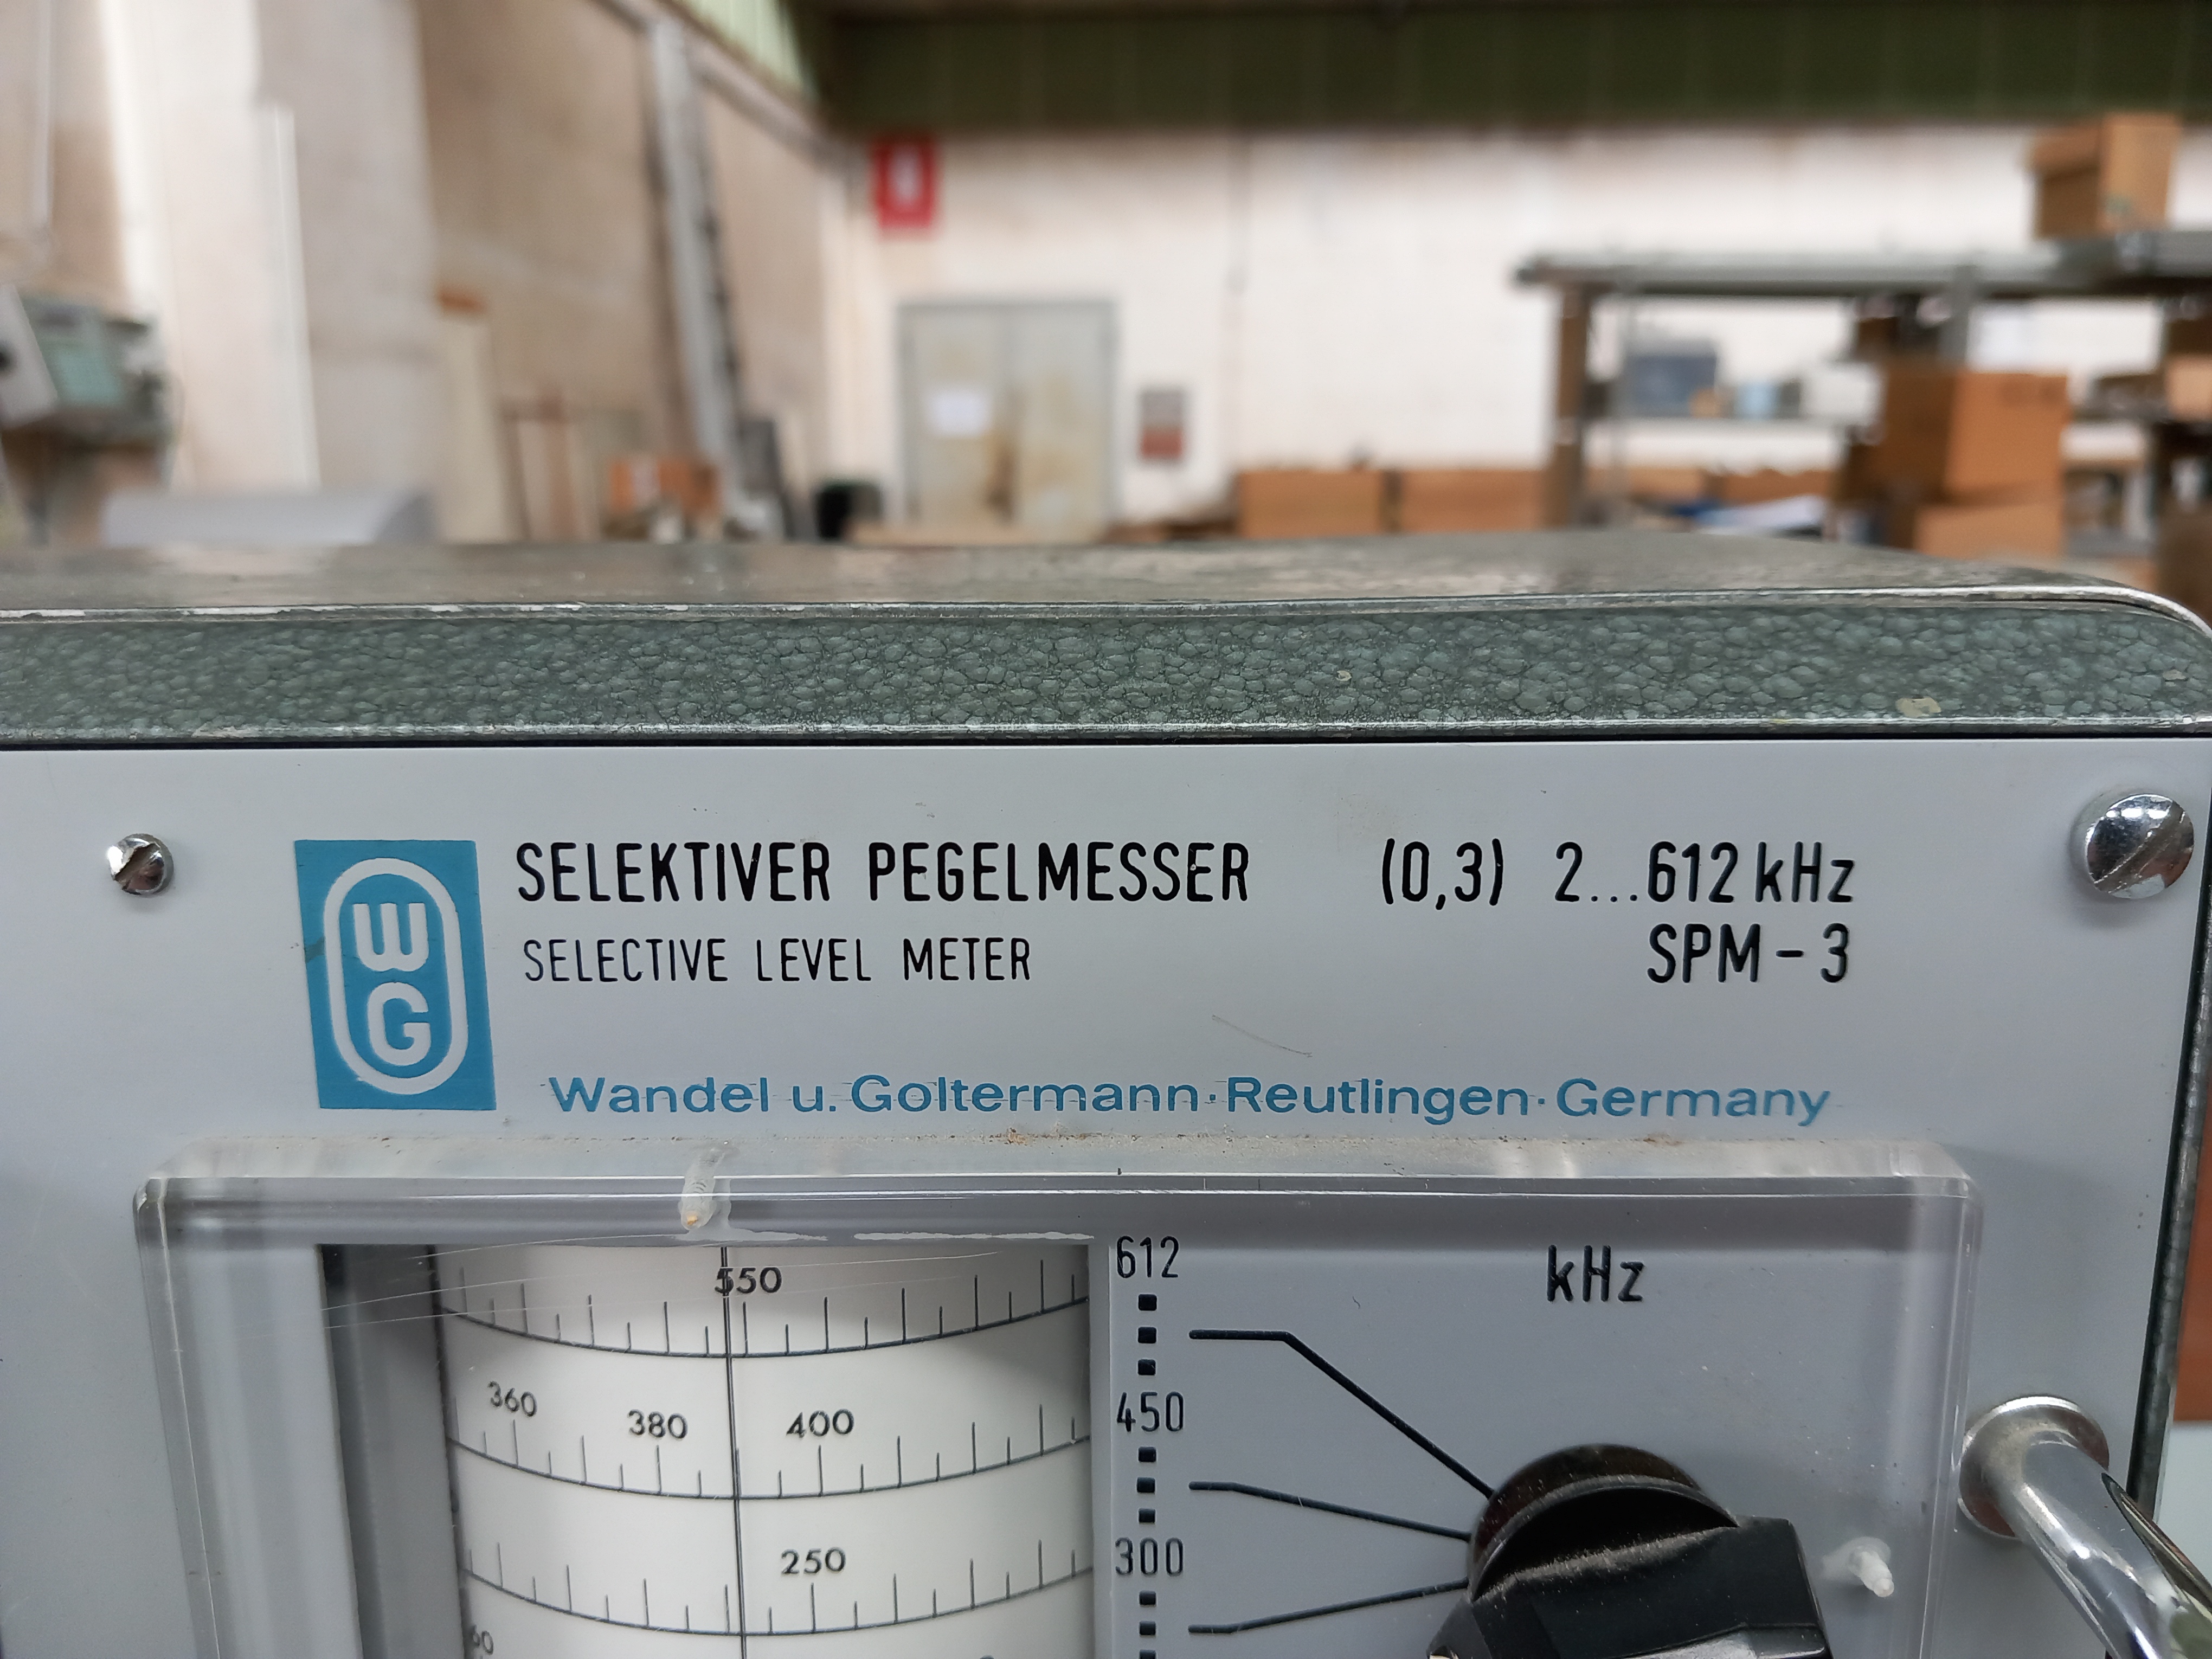 WG
SELEKTIVER PEGELMESSER (0,3) 2...612 kHz
SELECTIVE LEVEL METER SPM-3
Wandel u. Goltermann·Reutlingen·Germany
612
kHz
550
360 380 400
450
250
300